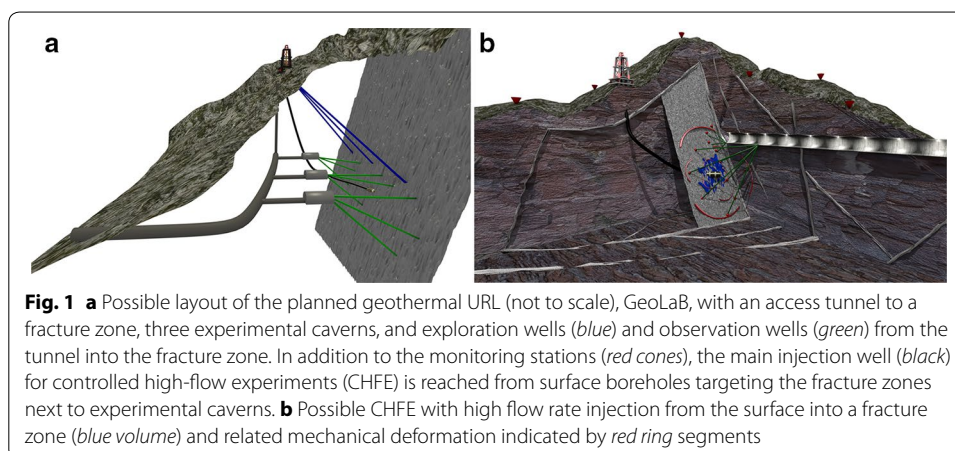 a
b
Fig. 1 a Possible layout of the planned geothermal URL (not to scale), GeoLaB, with an access tunnel to a
fracture zone, three experimental caverns, and exploration wells (blue) and observation wells (green) from the
tunnel into the fracture zone. In addition to the monitoring stations (red cones), the main injection well (black)
for controlled high-flow experiments (CHFE) is reached from surface boreholes targeting the fracture zones
next to experimental caverns. b Possible CHFE with high flow rate injection from the surface into a fracture
zone (blue volume) and related mechanical deformation indicated by red ring segments